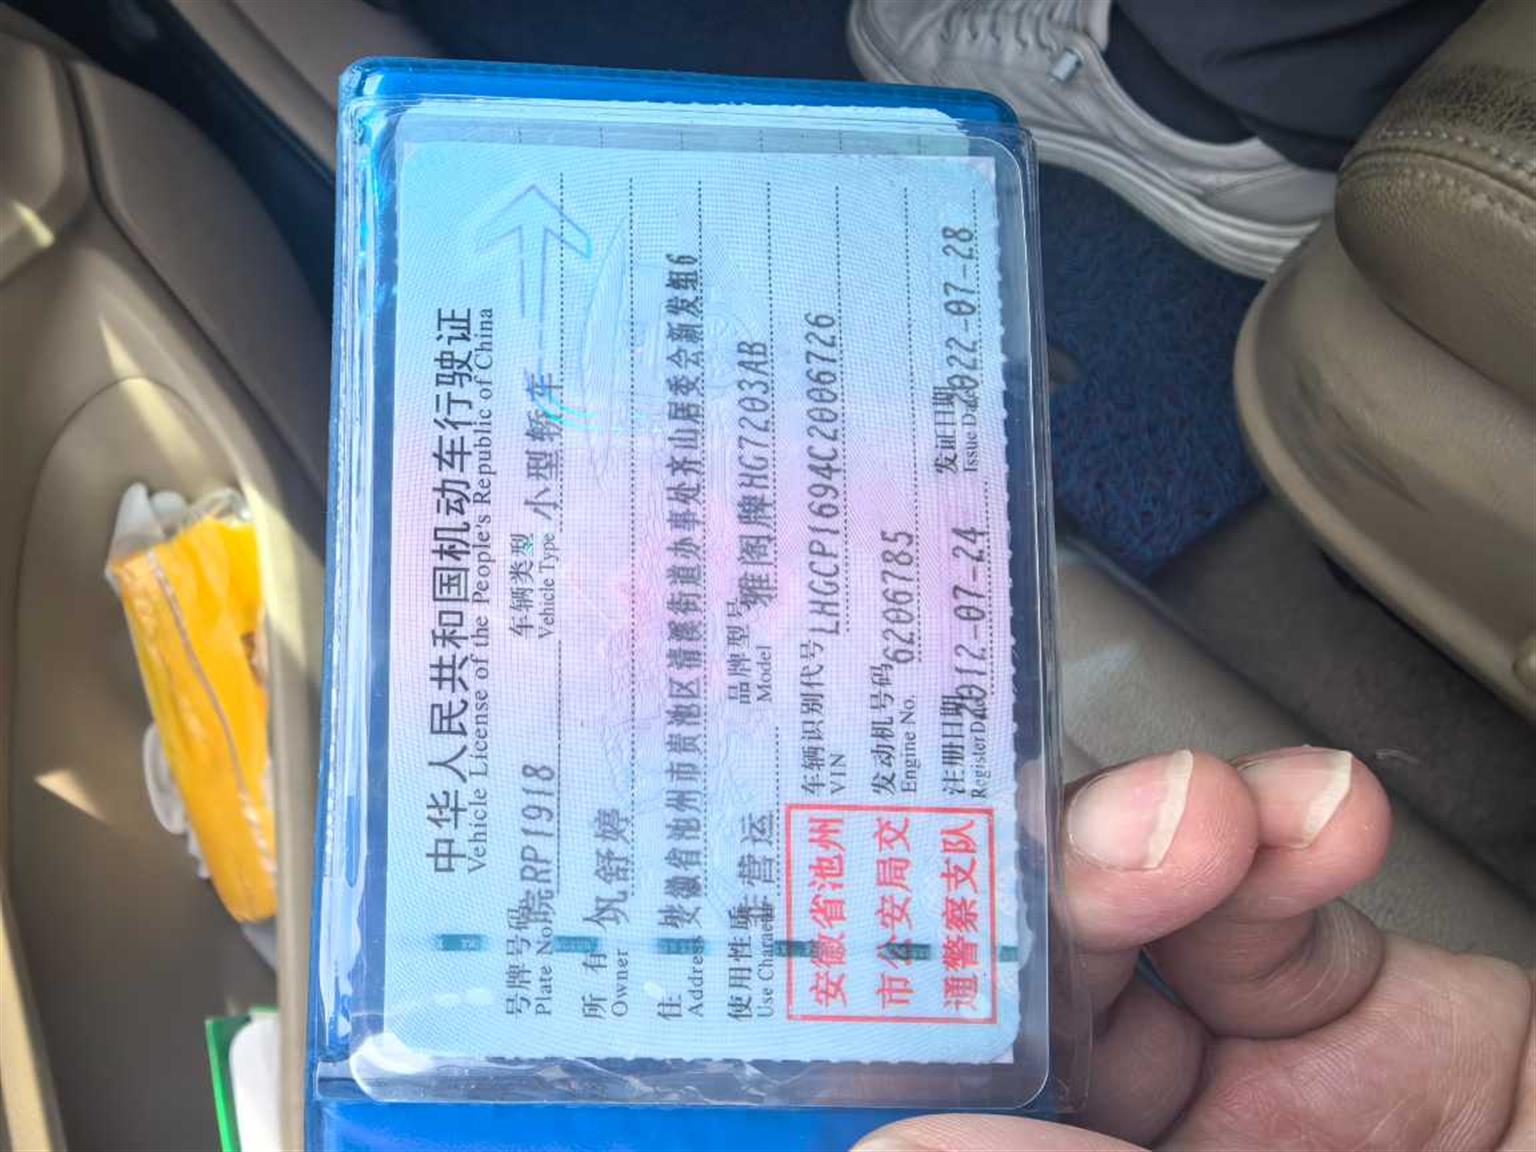 中华人民共和国机动车行驶证
Vehicle License of the People's Republic of China
号牌号码 皖RP1918 车辆类型 小型轿车
Plate No. Vehicle Type
所有人 钒舒婷
Owner
住址 安徽省池州市贵池区清溪街道办事处齐山居委会新发组6
Address
使用性质 非营运 品牌型号 雅阁牌HG7203AB
Use Character Model
安徽省池州
市公安局交
通警察支队
车辆识别代号 LHGCP1694C2006726
VIN
发动机号码 6206785
Engine No.
注册日期 2012-07-24 发证日期 2022-07-28
Register Date Issue Date